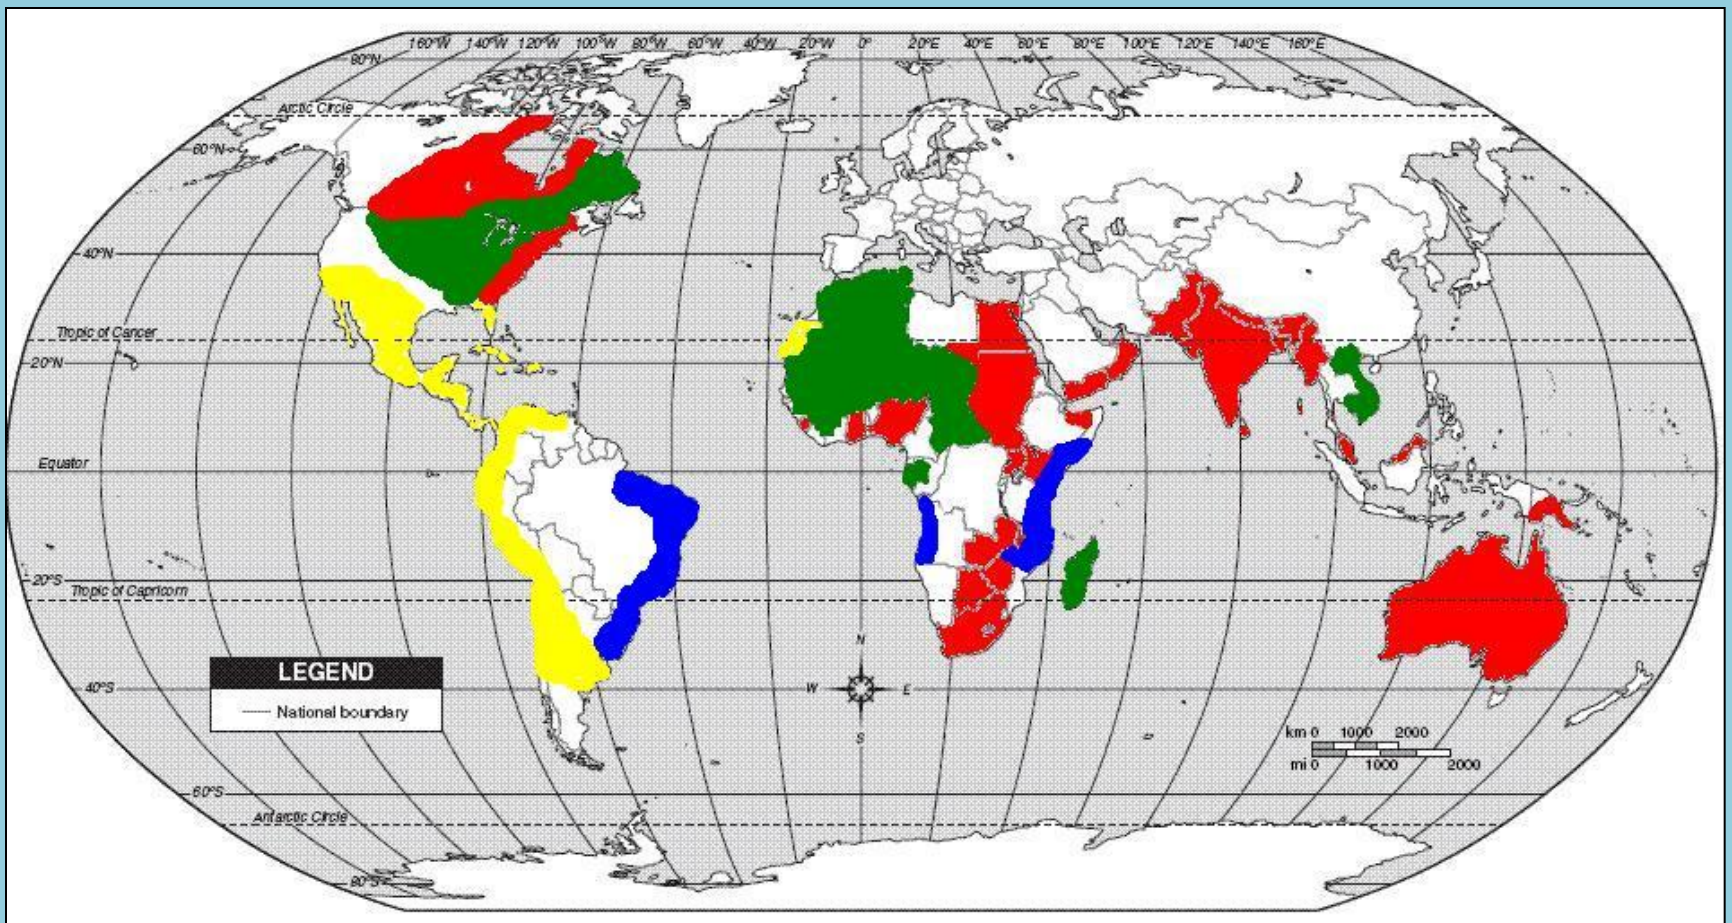 160°W 140°W 120°W 100°W 80°W 60°W 40°W 20°W 0° 20°E 40°E 60°E 80°E 100°E 120°E 140°E 160°E
80°N
Arctic Circle
60°N
40°N
Tropic of Cancer
20°N
Equator
0°
20°S
Tropic of Capricorn
N
W E
S
LEGEND
National boundary
40°S
km 0 1000 2000
mi 0 1000 2000
60°S
Antarctic Circle
80°S